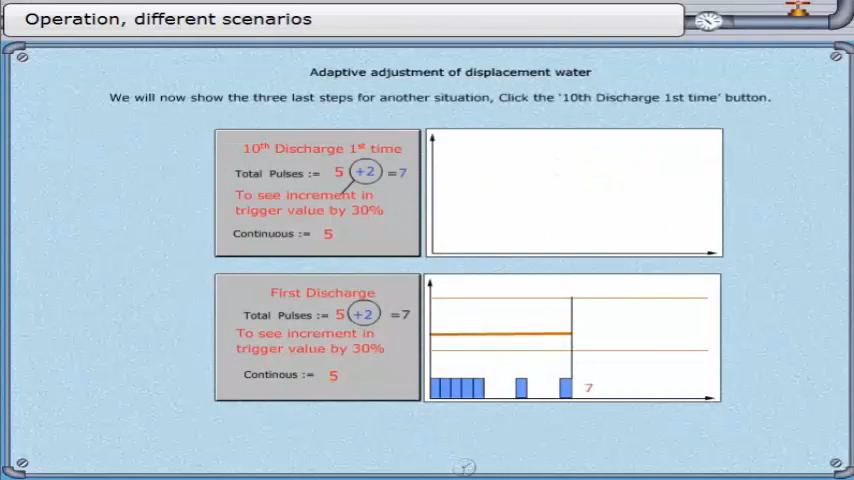 Operation, different scenarios
Adaptive adjustment of displacement water
We will now show the three last steps for another situation, Click the '10th Discharge 1st time' button.
10th Discharge 1st time
Total Pulses := 5 +2 =7
To see increment in
trigger value by 30%
Continuous := 5
First Discharge
Total Pulses := 5 +2 =7
To see increment in
trigger value by 30%
Continous := 5
7